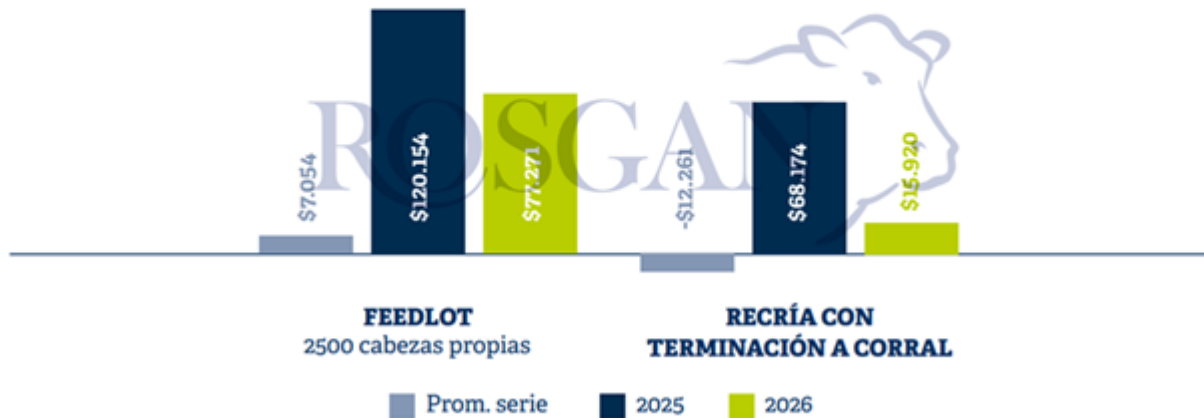 ROSGAN
$7.054
$120.154
$77.271
-$12.261
$68.174
$15.920
FEEDLOT
2500 cabezas propias
RECRÍA CON
TERMINACIÓN A CORRAL
Prom. serie
2025
2026